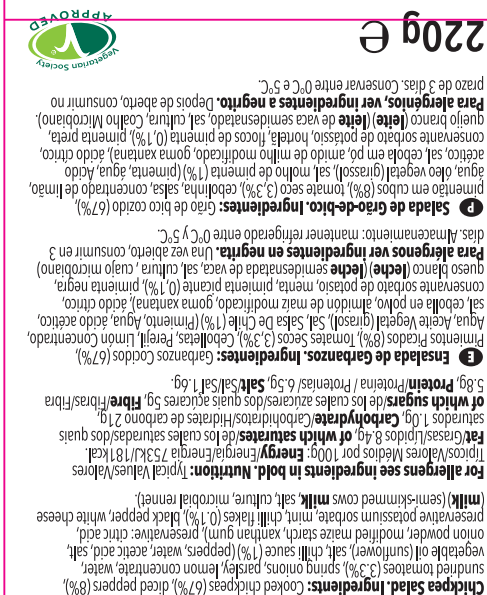 Chickpea Salad. Ingredients: Cooked chickpeas (67%), diced peppers (8%),
sundried tomatoes (3.3%), spring onions, parsley, lemon concentrate, water,
vegetable oil (sunflower), salt, chilli sauce (1%) (peppers, water, acetic acid, salt,
onion powder, modified maize starch, xanthan gum), preservative: citric acid,
preservative potassium sorbate, mint, chilli flakes (0.1%), black pepper, white cheese
(milk) (semi-skimmed cows milk, salt, culture, microbial rennet).
For allergens see ingredients in bold. Nutrition: Typical Values/Valores
Típicos/Valores Médios por 100g: Energy/Energía/Energia 753kJ/181kcal.
Fat/Grasas/Lípidos 8.4g, of which saturates/de los cuales saturadas/dos quais
saturados 1.0g, Carbohydrate/Carbohidratos/Hidratos de carbono 21g,
of which sugars/de los cuales azucares/dos quais açúcares 5g, Fibre/Fibras/Fibra
5.8g, Protein/Proteína / Proteínas/ 6.5g, Salt/Sal/Sal 1.6g.
E Ensalada de Garbanzos. Ingredientes: Garbanzos Cocidos (67%),
Pimientos Picados (8%), Tomates Secos (3,3%), Cebolletas, Perejil, Limón Concentrado,
Agua, Aceite Vegetal (girasol), Sal, Salsa De Chile (1%) (Pimiento, Agua, ácido acético,
sal, cebolla en polvo, almidón de maiz modificado, goma xantana), ácido cítrico,
conservante sorbato de potasio, menta, pimienta picante (0,1%), pimienta negra,
queso blanco (leche) (leche semidesnatada de vaca, sal, cultura , cuajo microbiano)
Para alérgenos ver ingredientes en negrita. Una vez abierto, consumir en 3
días. Almacenamiento: mantener refrigerado entre 0°C y 5°C.
P Salada de Grão-de-bico. Ingredientes: Grão de bico cozido (67%),
pimentão em cubos (8%), tomate seco (3,3%), cebolinha, salsa, concentrado de limão,
água, óleo vegetal (girassol), sal, molho de pimenta (1%) (pimenta, água, Acido
acético, sal, cebola em po, amido de milho modificado, goma xantana), ácido cítrico,
conservante sorbato de potássio, hortelã, flocos de pimenta (0,1%), pimenta preta,
queijo branco (leite) (leite de vaca semidesnatado, sal, cultura, Coalho Microbiano).
Para alergénios, ver ingredientes a negrito. Depois de aberto, consumir no
prazo de 3 dias. Conservar entre 0°C e 5°C.
220g e
Vegetarian Society
APPROVED